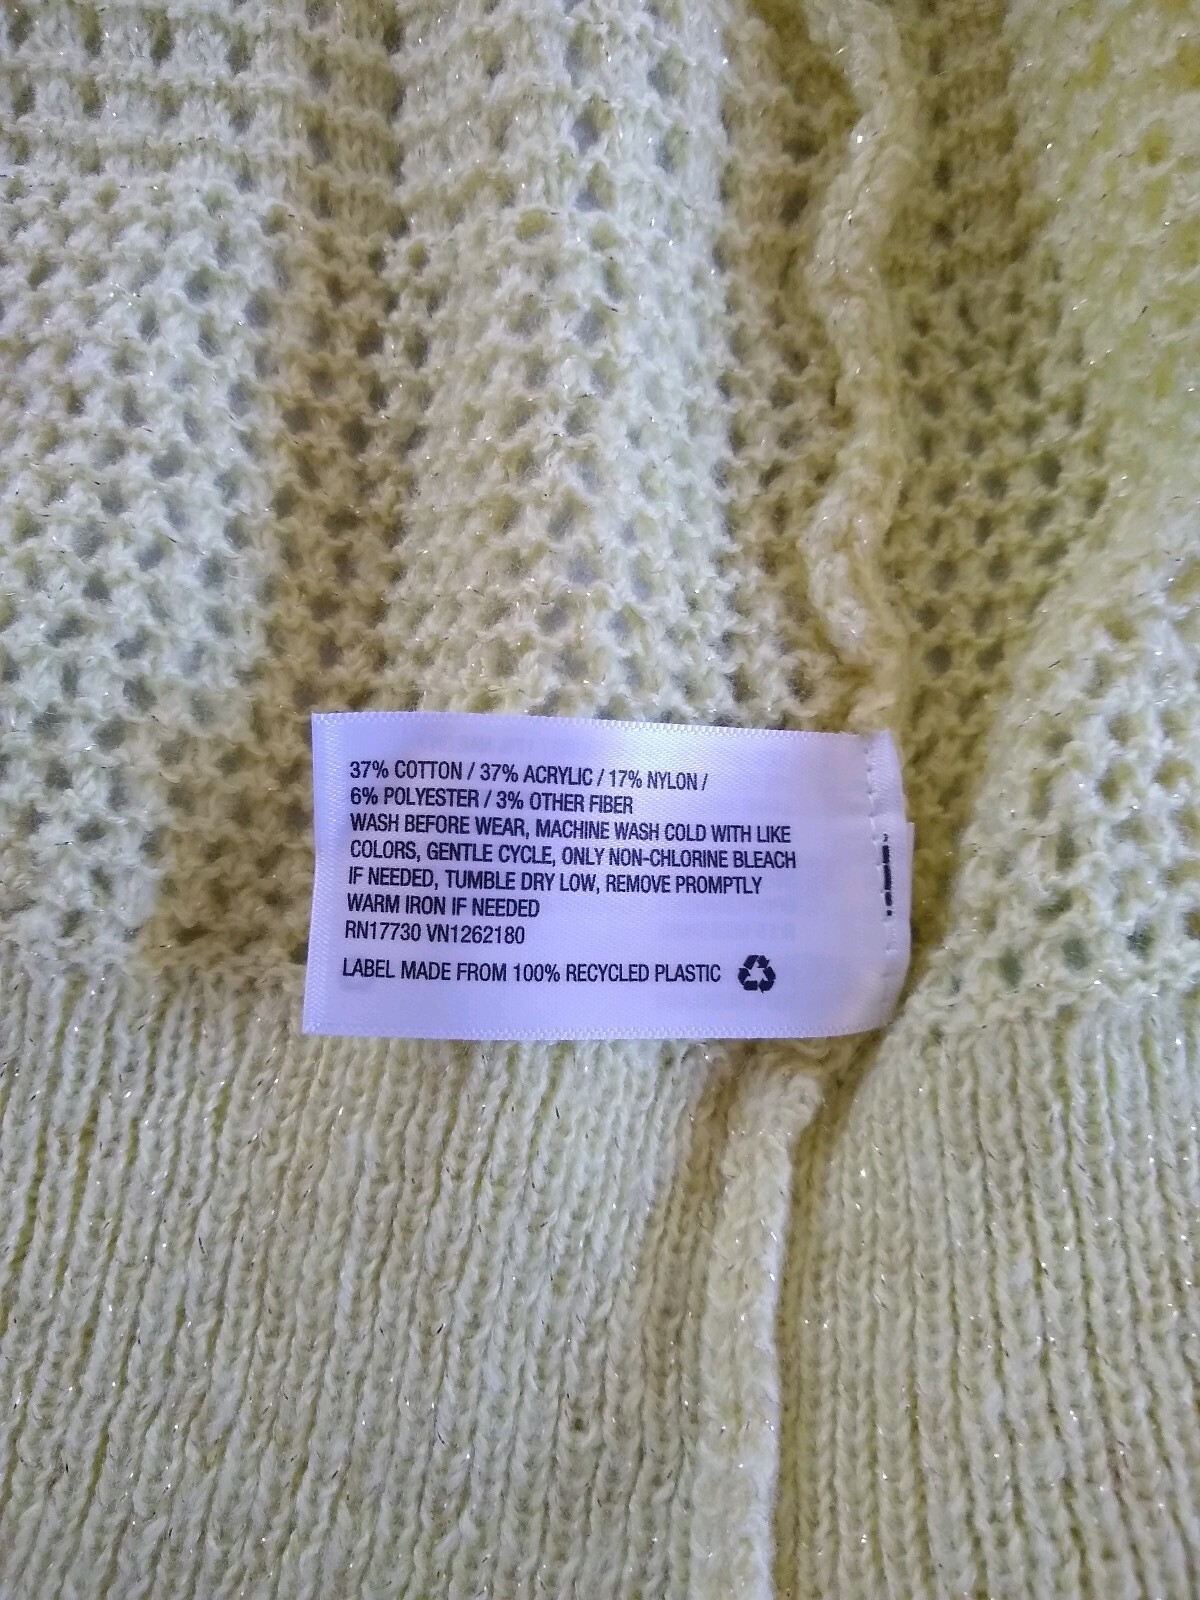 37% COTTON / 37% ACRYLIC / 17% NYLON /
6% POLYESTER / 3% OTHER FIBER
WASH BEFORE WEAR, MACHINE WASH COLD WITH LIKE
COLORS, GENTLE CYCLE, ONLY NON-CHLORINE BLEACH
IF NEEDED, TUMBLE DRY LOW, REMOVE PROMPTLY
WARM IRON IF NEEDED
RN17730 VN1262180
LABEL MADE FROM 100% RECYCLED PLASTIC